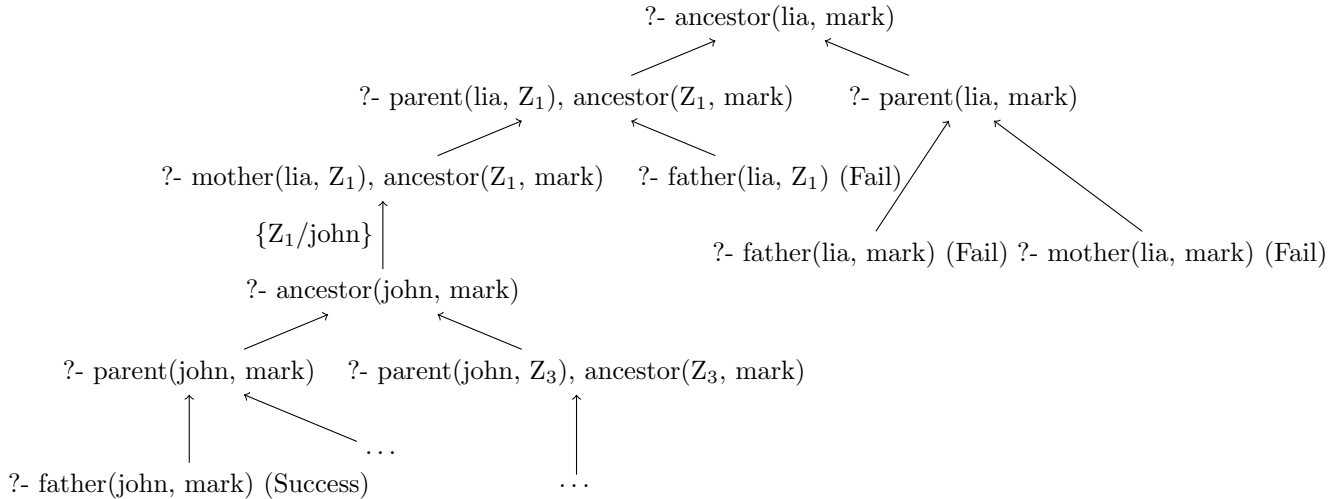 ?- ancestor(lia, mark)
?- parent(lia, Z₁), ancestor(Z₁, mark)
?- parent(lia, mark)
?- mother(lia, Z₁), ancestor(Z₁, mark)
?- father(lia, Z₁) (Fail)
{Z₁/john}
?- father(lia, mark) (Fail)
?- mother(lia, mark) (Fail)
?- ancestor(john, mark)
?- parent(john, mark)
?- parent(john, Z₃), ancestor(Z₃, mark)
...
?- father(john, mark) (Success)
...